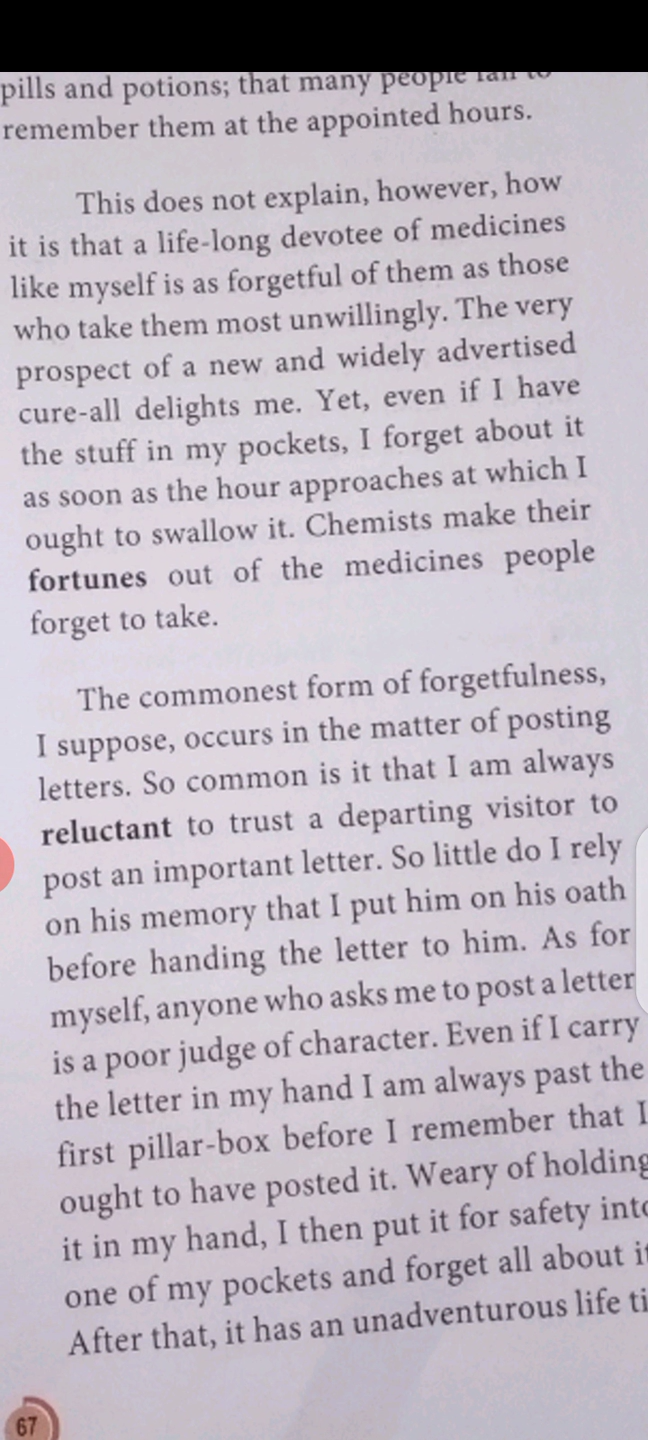 pills and potions; that many people fail to
remember them at the appointed hours.
This does not explain, however, how
it is that a life-long devotee of medicines
like myself is as forgetful of them as those
who take them most unwillingly. The very
prospect of a new and widely advertised
cure-all delights me. Yet, even if I have
the stuff in my pockets, I forget about it
as soon as the hour approaches at which I
ought to swallow it. Chemists make their
fortunes out of the medicines people
forget to take.
The commonest form of forgetfulness,
I suppose, occurs in the matter of posting
letters. So common is it that I am always
reluctant to trust a departing visitor to
post an important letter. So little do I rely
on his memory that I put him on his oath
before handing the letter to him. As for
myself, anyone who asks me to post a letter
is a poor judge of character. Even if I carry
the letter in my hand I am always past the
first pillar-box before I remember that I
ought to have posted it. Weary of holding
it in my hand, I then put it for safety into
one of my pockets and forget all about it
After that, it has an unadventurous life ti
67